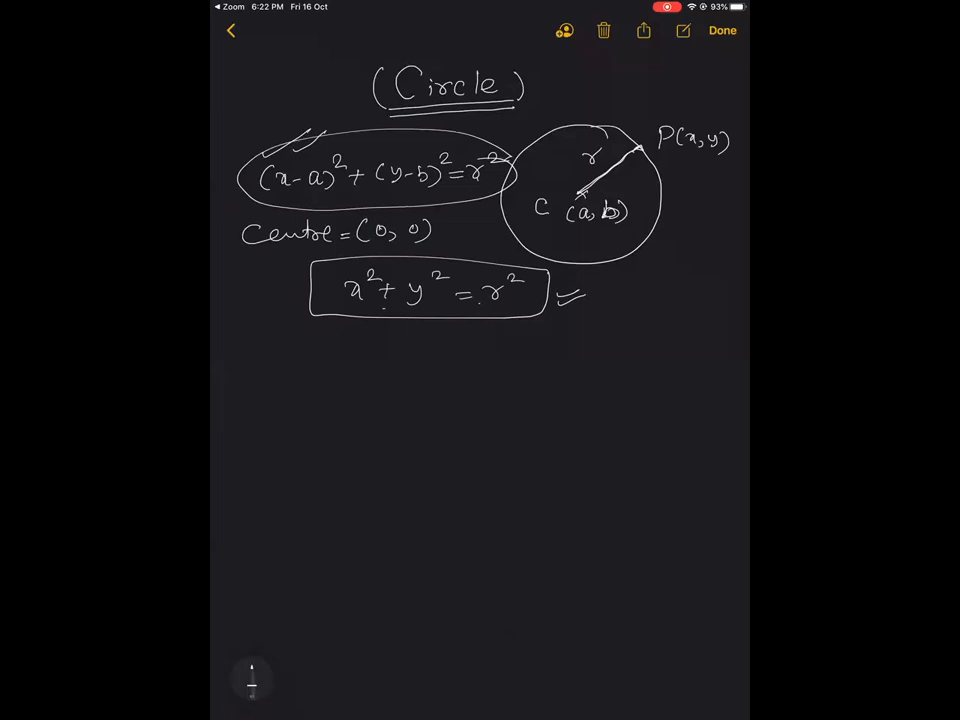 Zoom 6:22 PM Fri 16 Oct 93%
Done
(Circle)
(x-a)² + (y-b)² = r²
r
P(x,y)
C (a,b)
Centre = (0, 0)
x² + y² = r²